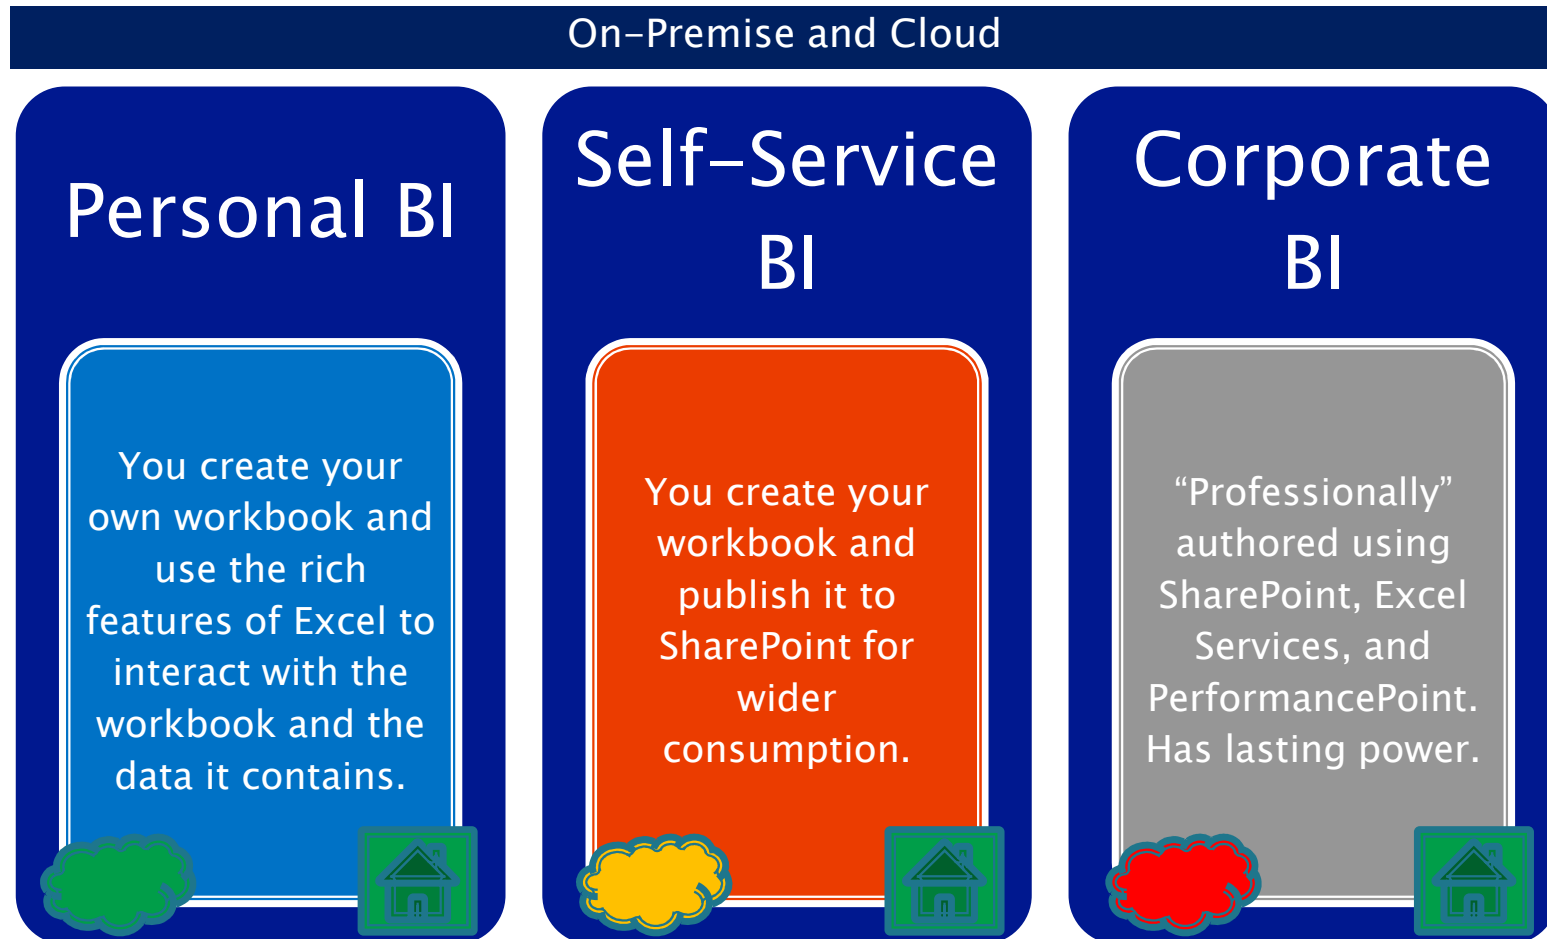 On-Premise and Cloud
Personal BI
You create your
own workbook and
use the rich
features of Excel to
interact with the
workbook and the
data it contains.
Self-Service
BI
You create your
workbook and
publish it to
SharePoint for
wider
consumption.
Corporate
BI
“Professionally”
authored using
SharePoint, Excel
Services, and
PerformancePoint.
Has lasting power.